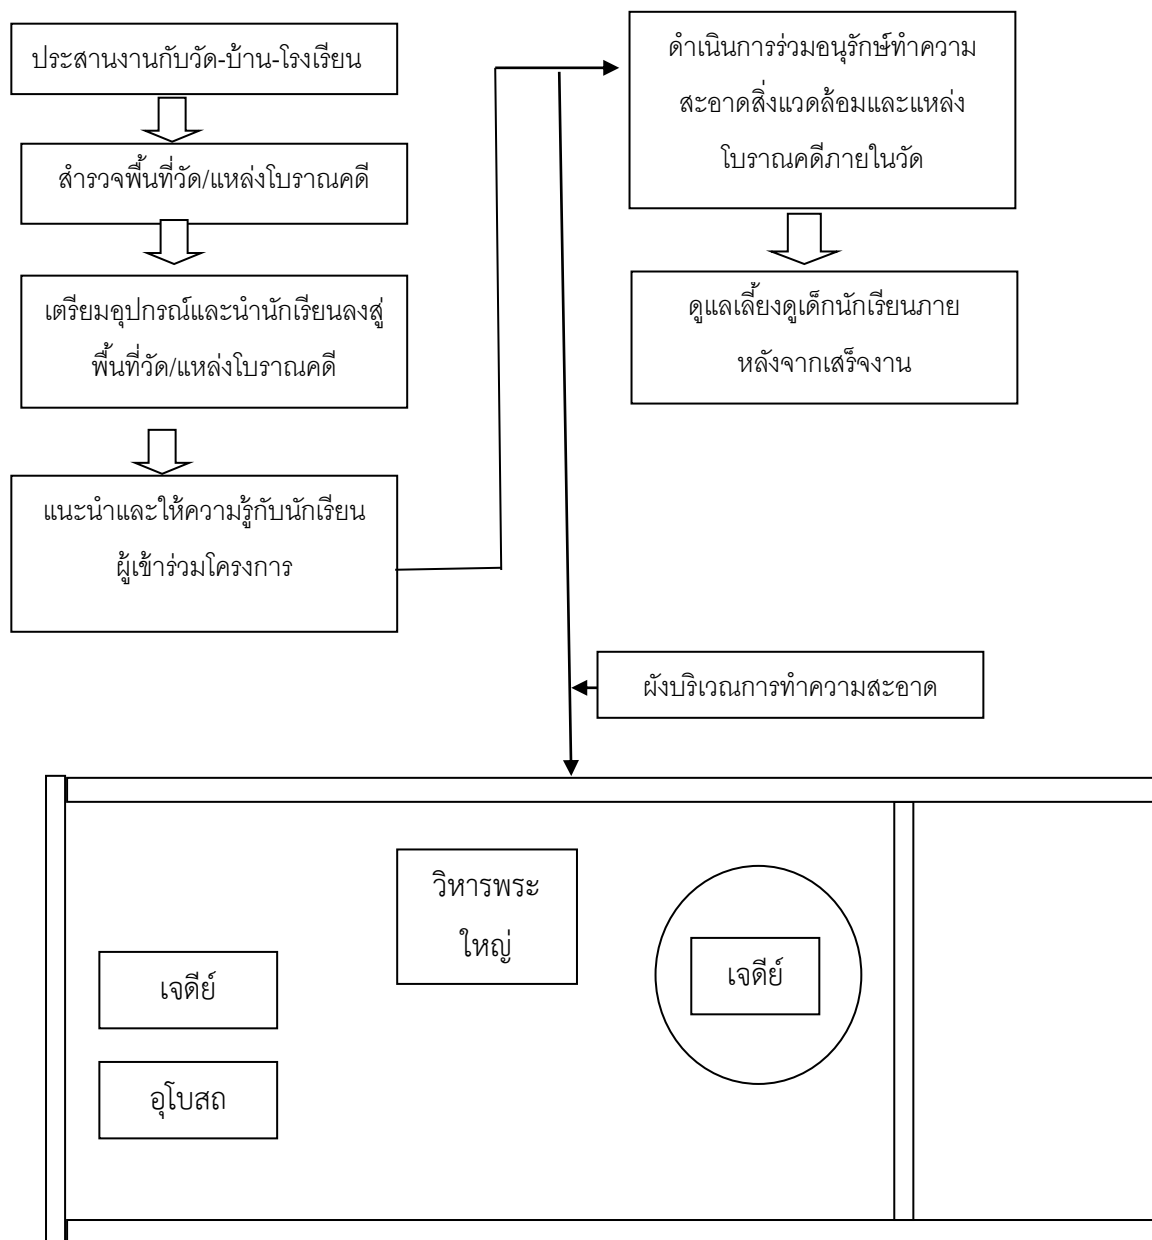 ประสานงานกับวัด-บ้าน-โรงเรียน
สำรวจพื้นที่วัด/แหล่งโบราณคดี
เตรียมอุปกรณ์และนำนักเรียนลงสู่
พื้นที่วัด/แหล่งโบราณคดี
แนะนำและให้ความรู้กับนักเรียน
ผู้เข้าร่วมโครงการ
ดำเนินการร่วมอนุรักษ์ทำความ
สะอาดสิ่งแวดล้อมและแหล่ง
โบราณคดีภายในวัด
ดูแลเลี้ยงดูเด็กนักเรียนภาย
หลังจากเสร็จงาน
ผังบริเวณการทำความสะอาด
วิหารพระ
ใหญ่
เจดีย์
เจดีย์
อุโบสถ